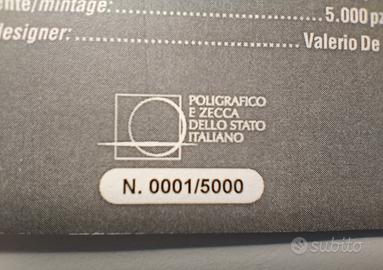 ente/mintage: 5.000 pz
designer: Valerio De
POLIGRAFICO
E ZECCA
DELLO STATO
ITALIANO
N. 0001/5000
subito